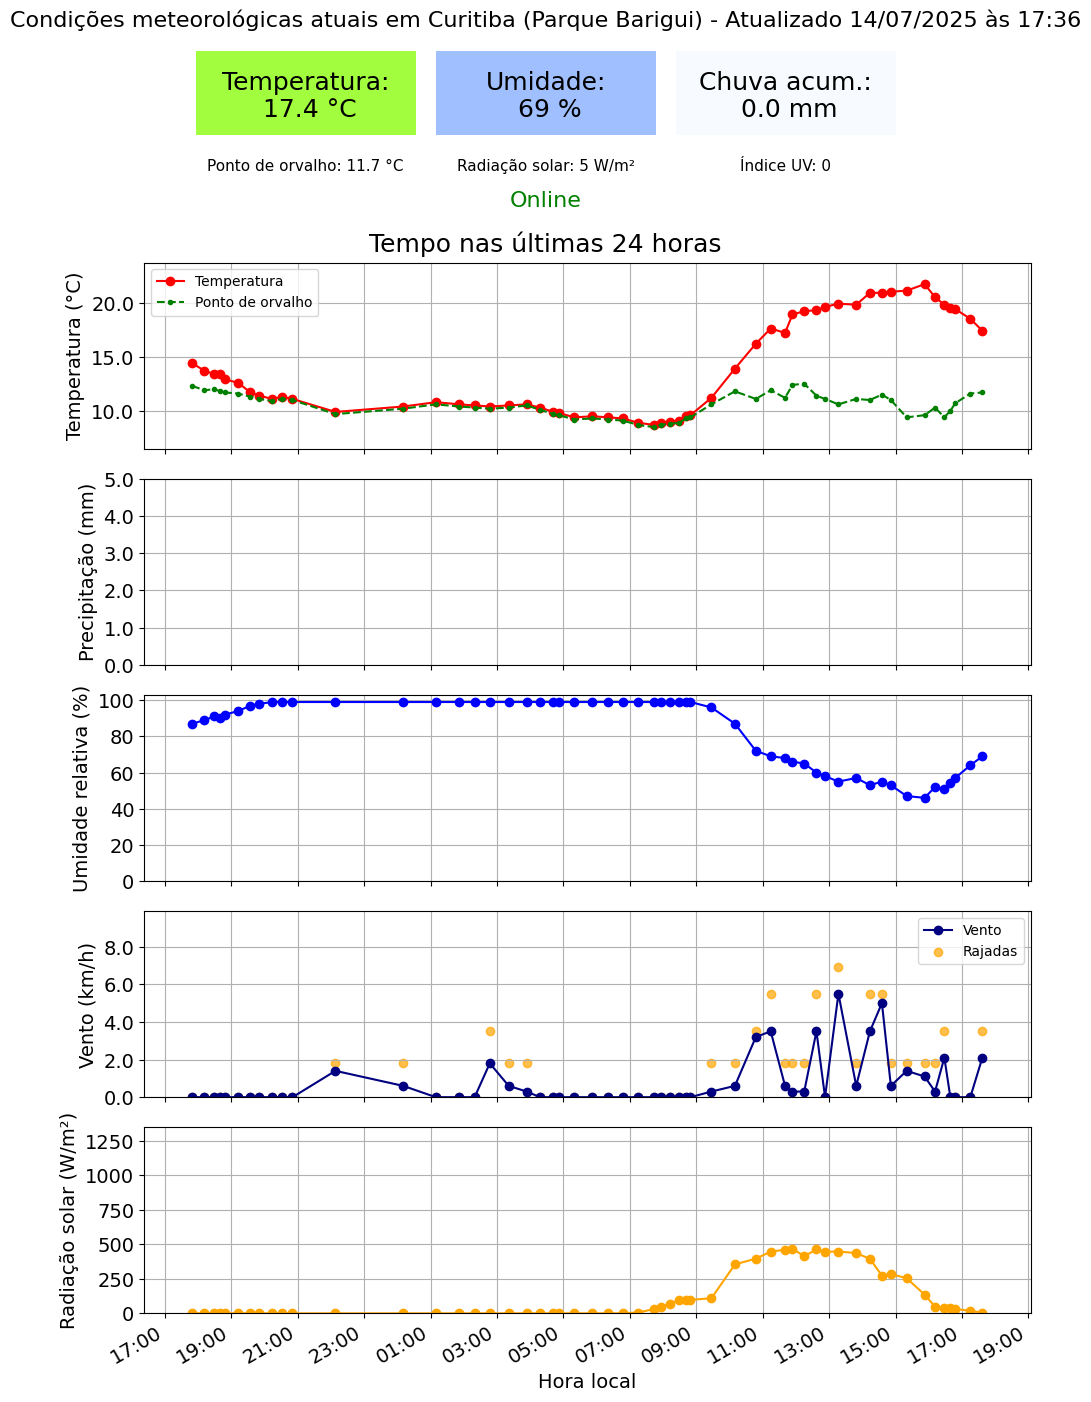 Condições meteorológicas atuais em Curitiba (Parque Barigui) - Atualizado 14/07/2025 às 17:36
Temperatura:
17.4 °C
Umidade:
69 %
Chuva acum.:
0.0 mm
Ponto de orvalho: 11.7 °C
Radiação solar: 5 W/m²
Índice UV: 0
Online
Tempo nas últimas 24 horas
Temperatura (°C)
20.0
15.0
10.0
Temperatura
Ponto de orvalho
Precipitação (mm)
5.0
4.0
3.0
2.0
1.0
0.0
Umidade relativa (%)
100
80
60
40
20
0
Vento (km/h)
8.0
6.0
4.0
2.0
0.0
Vento
Rajadas
Radiação solar (W/m²)
1250
1000
750
500
250
0
17:00 19:00 21:00 23:00 01:00 03:00 05:00 07:00 09:00 11:00 13:00 15:00 17:00 19:00
Hora local